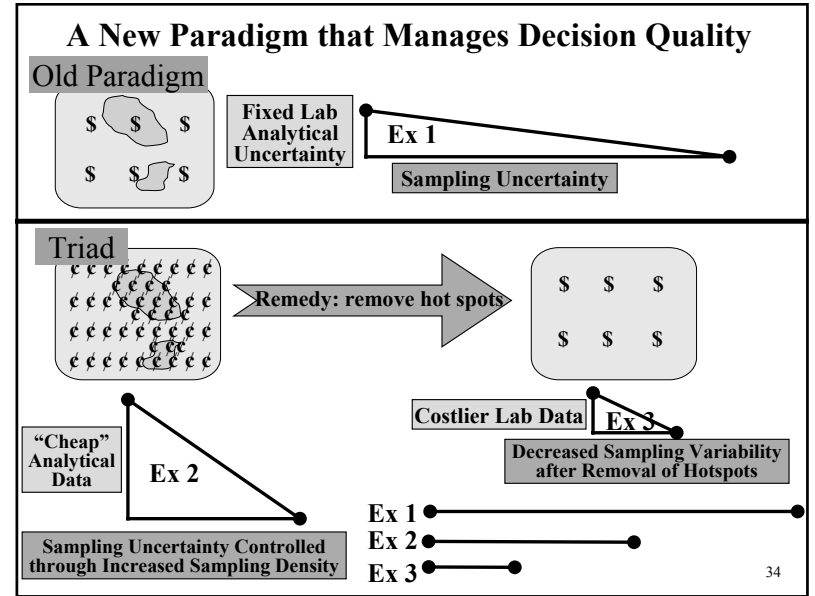 A New Paradigm that Manages Decision Quality
Old Paradigm
$ $ $
$ $ $
Fixed Lab
Analytical
Uncertainty
Ex 1
Sampling Uncertainty
Triad
¢ ¢ ¢ ¢ ¢ ¢ ¢ ¢ ¢
¢ ¢ ¢ ¢
¢ ¢ ¢ ¢ ¢ ¢ ¢ ¢ ¢
¢ ¢ ¢ ¢
¢ ¢ ¢ ¢ ¢ ¢ ¢ ¢ ¢
¢ ¢ ¢
¢ ¢ ¢ ¢ ¢ ¢ ¢ ¢ ¢
Remedy: remove hot spots
$ $ $
$ $ $
“Cheap”
Analytical
Data
Ex 2
Sampling Uncertainty Controlled
through Increased Sampling Density
Costlier Lab Data
Ex 3
Decreased Sampling Variability
after Removal of Hotspots
Ex 1
Ex 2
Ex 3
34